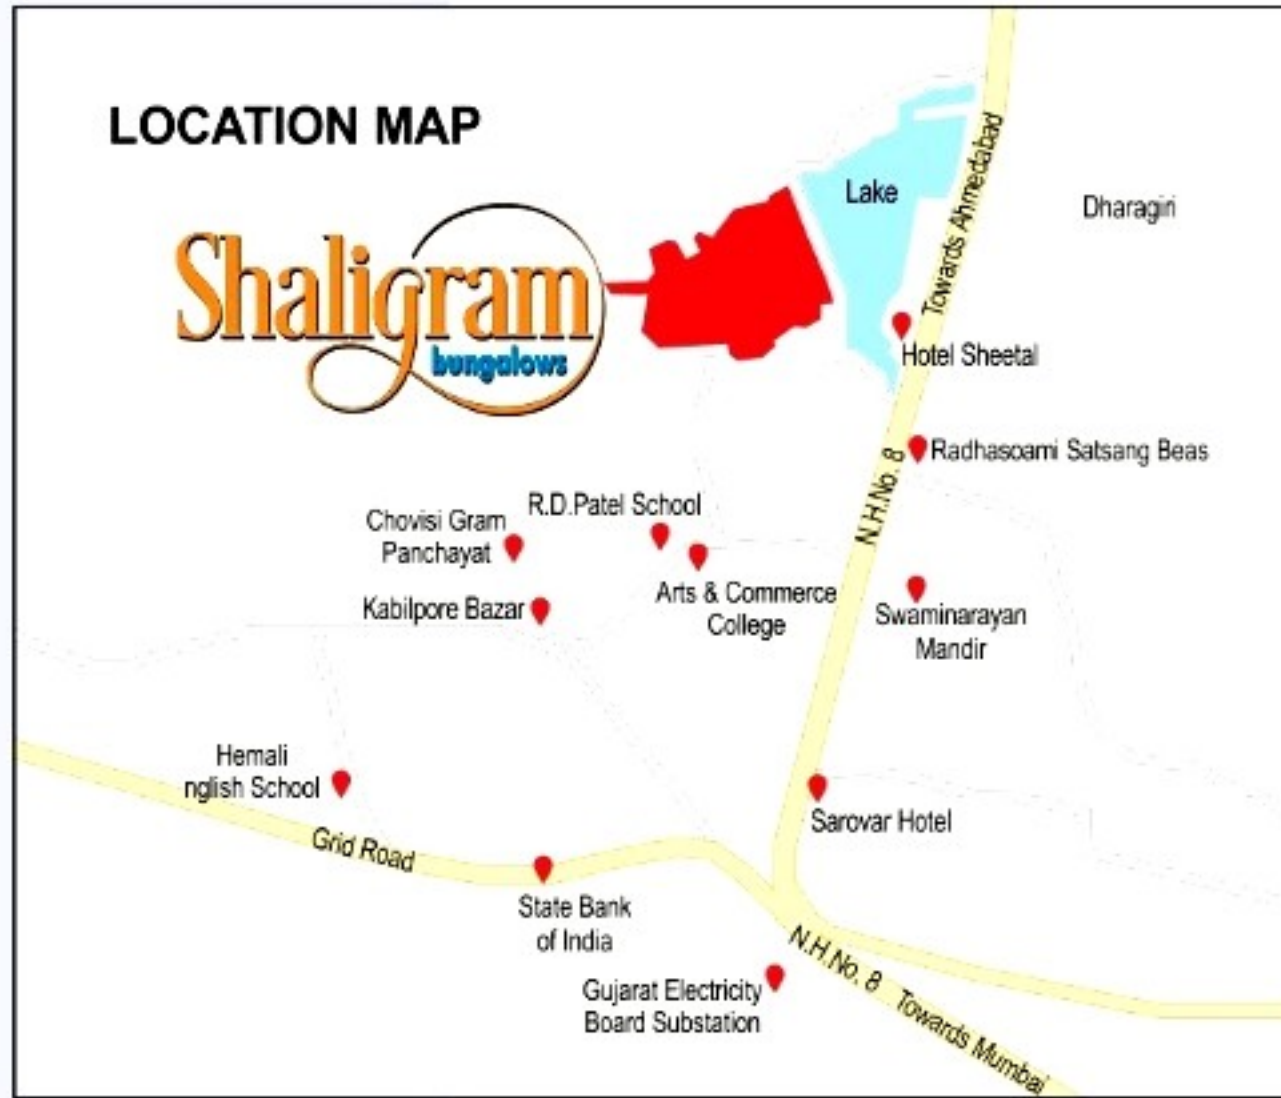 LOCATION MAP
Shaligram
bungalows
Lake
Towards Ahmedabad
Dharagiri
Hotel Sheetal
N.H.No. 8
Radhasoami Satsang Beas
R.D.Patel School
Chovisi Gram
Panchayat
Arts & Commerce
College
Kabilpore Bazar
Swaminarayan
Mandir
Hemali
nglish School
Sarovar Hotel
Grid Road
State Bank
of India
N.H.No. 8 Towards Mumbai
Gujarat Electricity
Board Substation